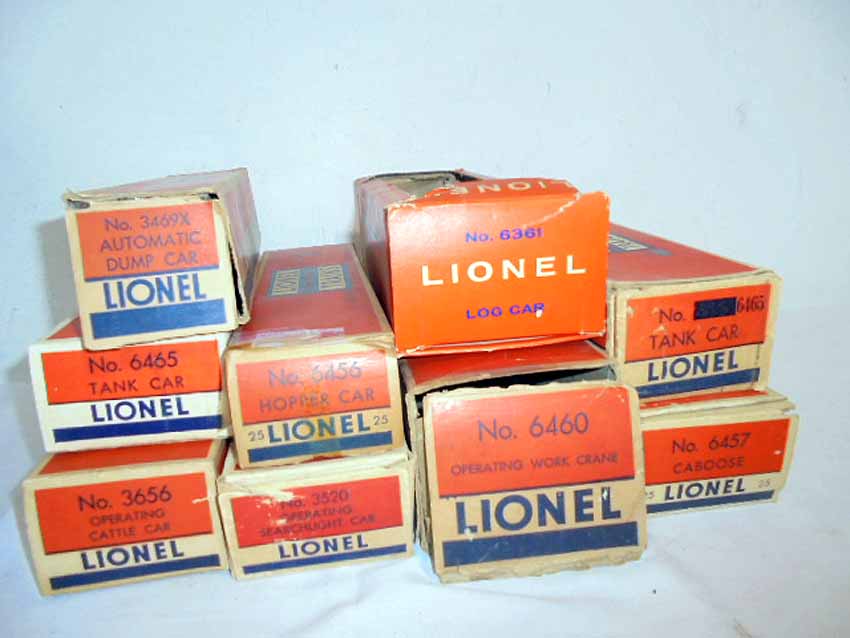 No. 3469X
AUTOMATIC
DUMP CAR
LIONEL
LIONEL
No. 6361
LIONEL
LOG CAR
No. 6465
TANK CAR
LIONEL
No. 6465
TANK CAR
LIONEL
No. 6456
HOPPER CAR
25 LIONEL 25
No. 6460
OPERATING WORK CRANE
LIONEL
No. 6457
CABOOSE
25 LIONEL 25
No. 3656
OPERATING
CATTLE CAR
LIONEL
No. 3520
OPERATING
SEARCHLIGHT CAR
LIONEL